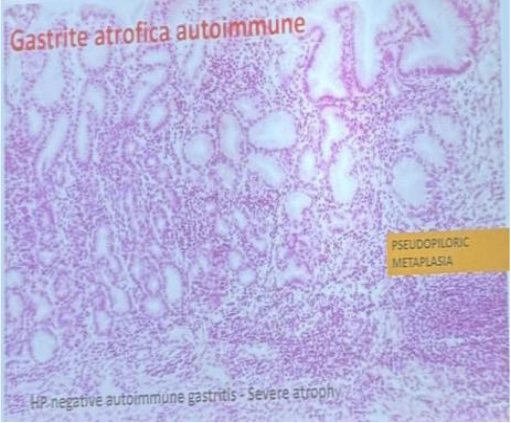 Gastrite atrofica autoimmune
PSEUDOPILORIC
METAPLASIA
HP negative autoimmune gastritis - Severe atrophy